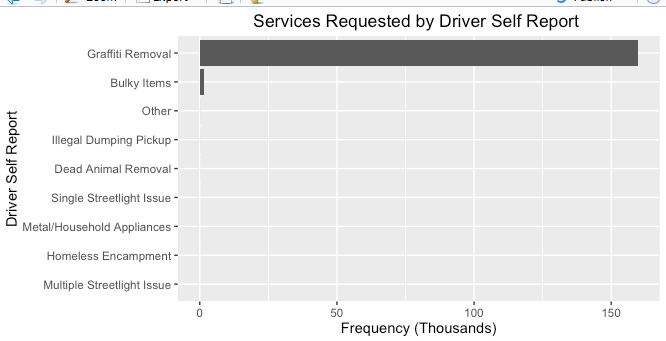 Services Requested by Driver Self Report
Driver Self Report
Graffiti Removal
Bulky Items
Other
Illegal Dumping Pickup
Dead Animal Removal
Single Streetlight Issue
Metal/Household Appliances
Homeless Encampment
Multiple Streetlight Issue
0 50 100 150
Frequency (Thousands)